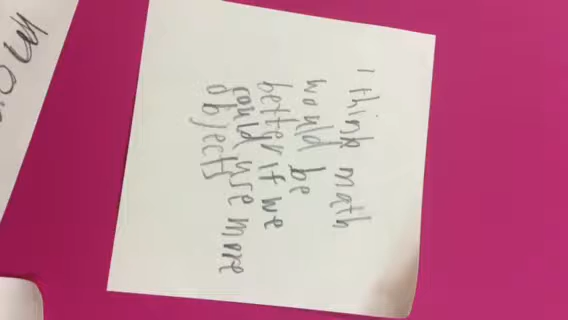 I think math
would be
better if we
could use more
objects